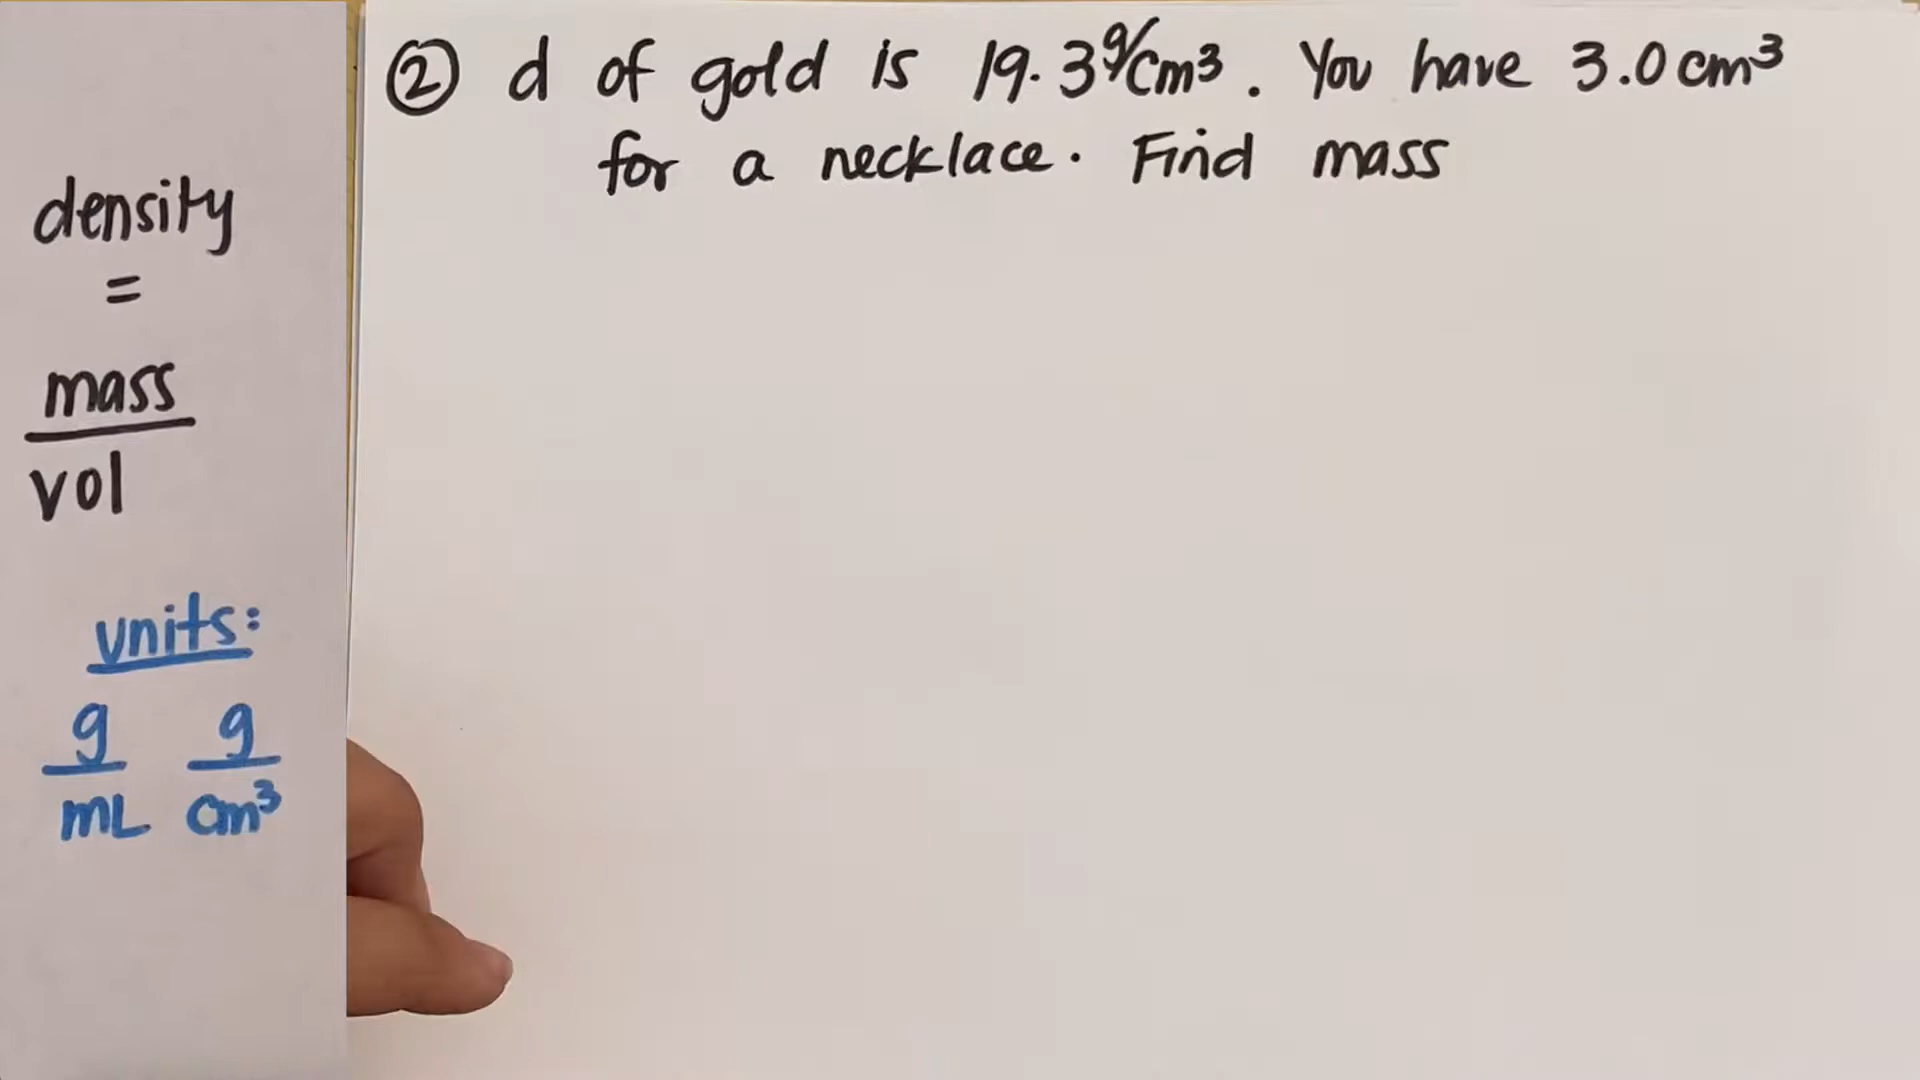 ② d of gold is 19.3 g/cm³. You have 3.0 cm³
for a necklace. Find mass
density
=
mass
vol
units:
g g
mL cm³